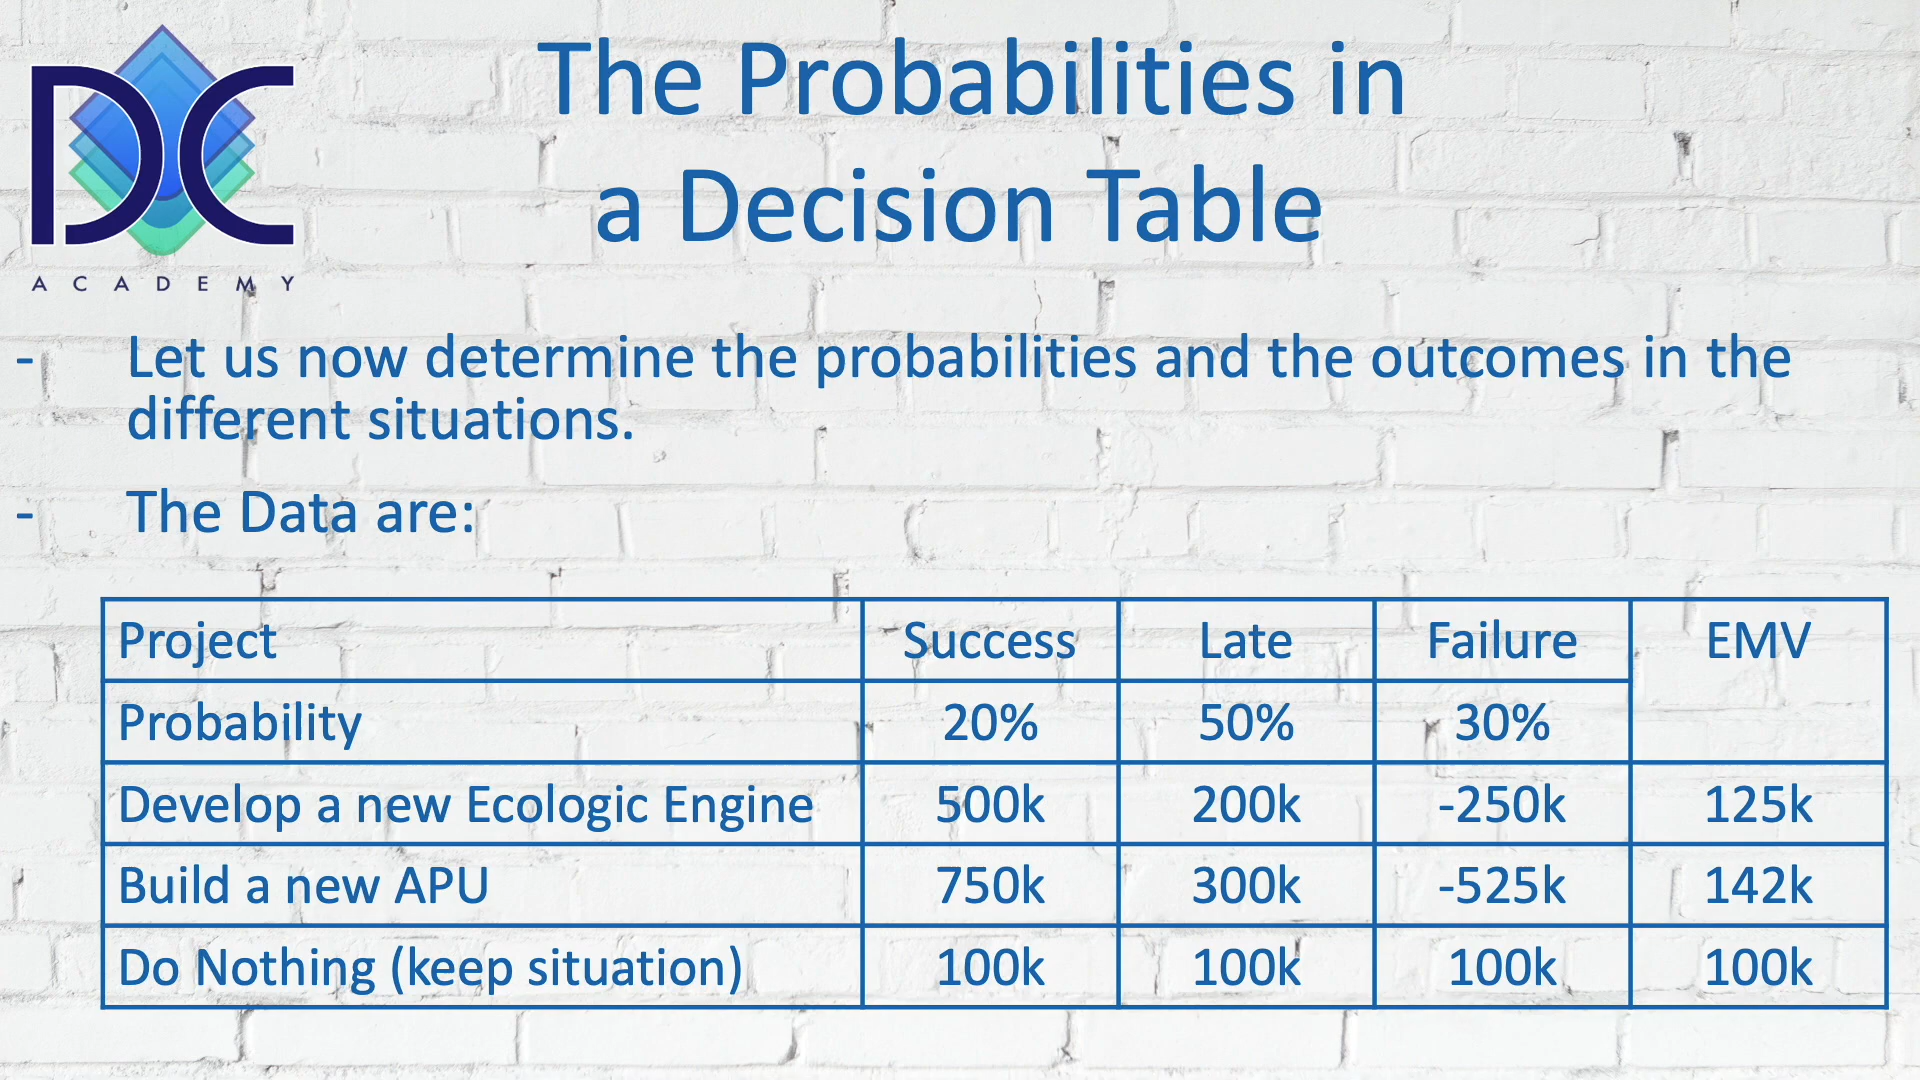 DC
ACADEMY
The Probabilities in
a Decision Table
- Let us now determine the probabilities and the outcomes in the
different situations.
- The Data are:
Project Success Late Failure EMV
Probability 20% 50% 30%
Develop a new Ecologic Engine 500k 200k -250k 125k
Build a new APU 750k 300k -525k 142k
Do Nothing (keep situation) 100k 100k 100k 100k